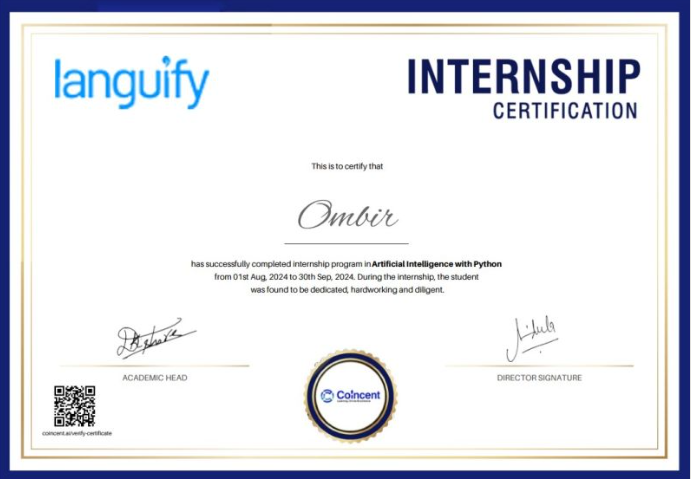 languify
INTERNSHIP
CERTIFICATION
This is to certify that
Ombir
has successfully completed internship program in Artificial Intelligence with Python
from 01st Aug, 2024 to 30th Sep, 2024. During the internship, the student
was found to be dedicated, hardworking and diligent.
ACADEMIC HEAD
DIRECTOR SIGNATURE
Coincent
coincent.ai/verify-certificate